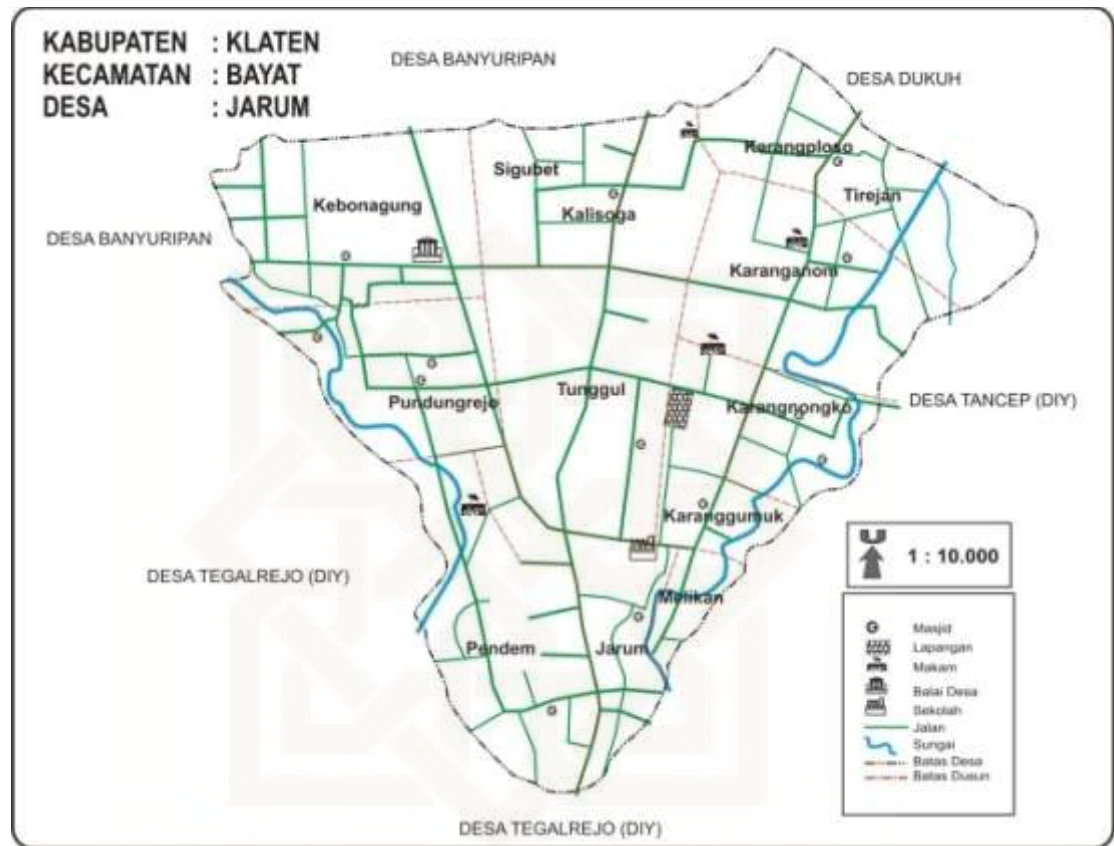 KABUPATEN : KLATEN
KECAMATAN : BAYAT
DESA : JARUM
DESA BANYURIPAN
DESA DUKUH
Karangploso
Sigubet
Tirejan
Kebonagung
Kalisoga
DESA BANYURIPAN
Karanganom
Tunggul
DESA TANCEP (DIY)
Pundungrejo
Karangnongko
Karanggumuk
U
1 : 10.000
DESA TEGALREJO (DIY)
Melikan
Pendem
Jarum
Masjid
Lapangan
Makam
Balai Desa
Sekolah
Jalan
Sungai
Batas Desa
Batas Dusun
DESA TEGALREJO (DIY)